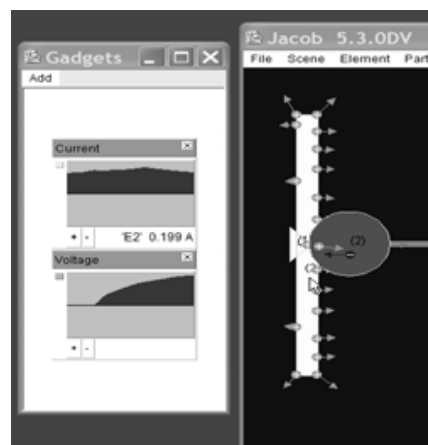 Gadgets
Add
Current
+ - 'E2' 0.199 A
Voltage
+ -
Jacob 5.3.0DV
File Scene Element Part
(2)
(2)